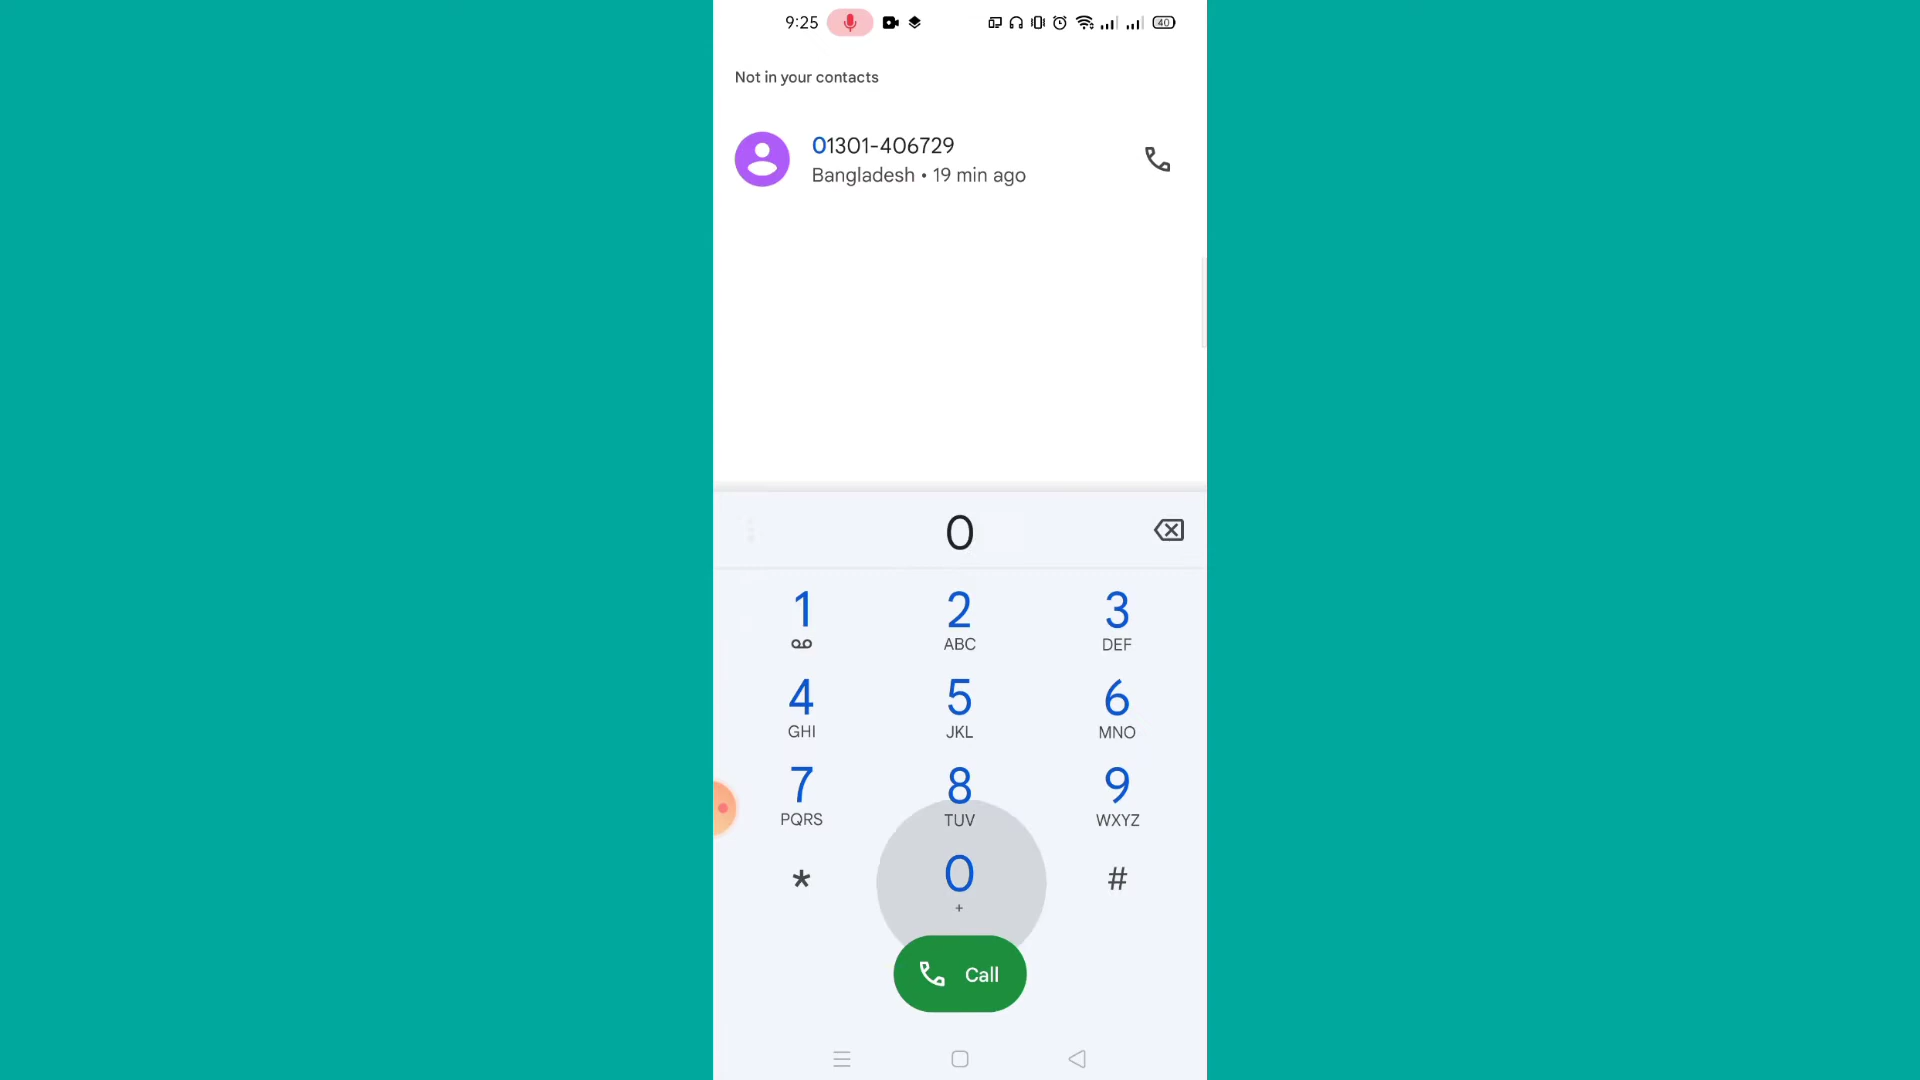 9:25
40
Not in your contacts
01301-406729
Bangladesh • 19 min ago
0
1 2 3
ABC DEF
4 5 6
GHI JKL MNO
7 8 9
PQRS TUV WXYZ
* 0 #
+
Call